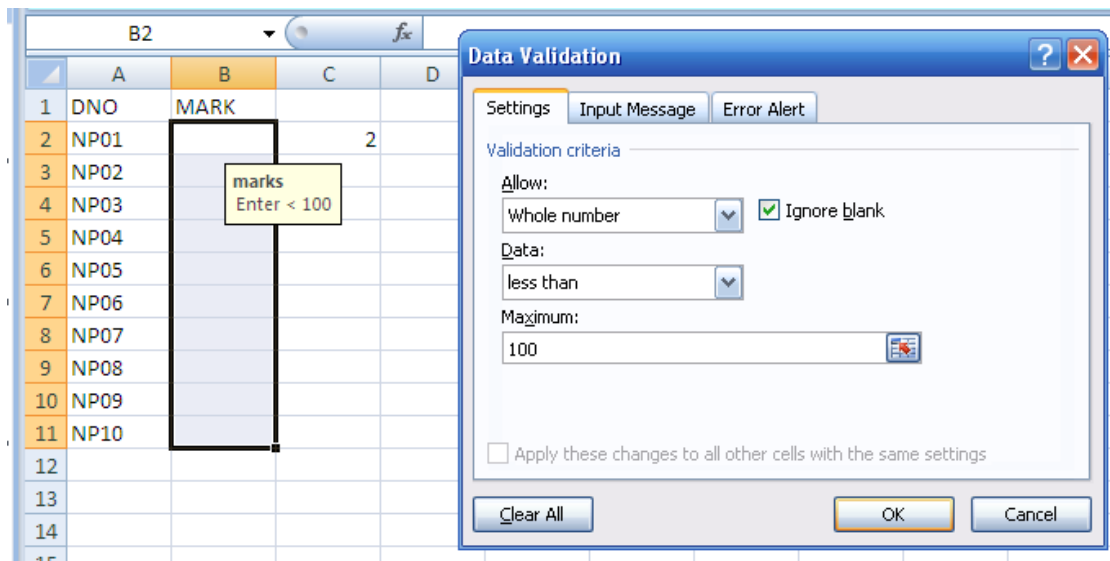 B2 fx
A B C D
1 DNO MARK
2 NP01 2
3 NP02
4 NP03
5 NP04
6 NP05
7 NP06
8 NP07
9 NP08
10 NP09
11 NP10
12
13
14
marks
Enter < 100
Data Validation
Settings Input Message Error Alert
Validation criteria
Allow:
Whole number Ignore blank
Data:
less than
Maximum:
100
Apply these changes to all other cells with the same settings
Clear All OK Cancel